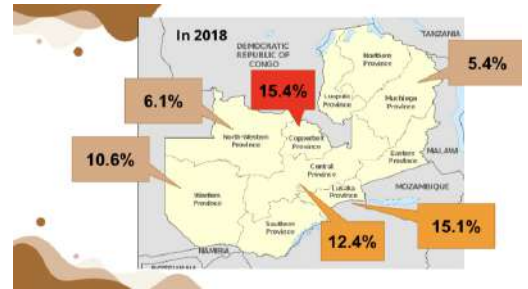 In 2018
TANZANIA
DEMOCRATIC
REPUBLIC OF
CONGO
Northern
Province
5.4%
15.4%
Luapula
Province
Muchinga
Province
6.1%
North-Western
Province
Copperbelt
Province
Central
Province
Eastern
Province
MALAWI
10.6%
Western
Province
Lusaka
Province
MOZAMBIQUE
Southern
Province
12.4%
15.1%
NAMIBIA